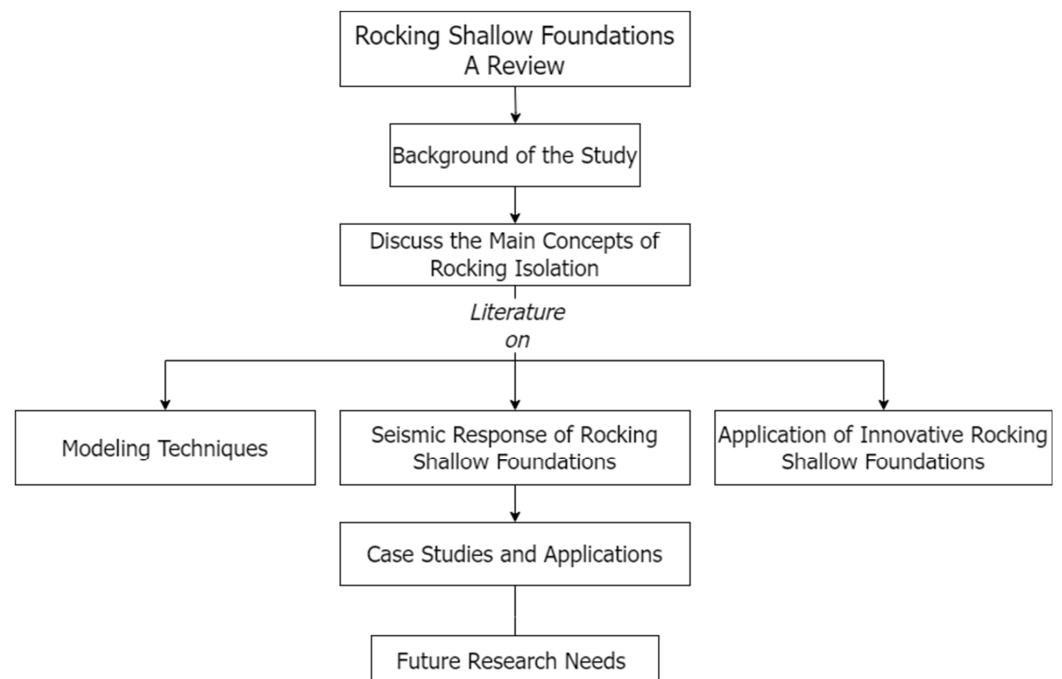 Rocking Shallow Foundations
A Review
Background of the Study
Discuss the Main Concepts of
Rocking Isolation
Literature
on
Modeling Techniques
Seismic Response of Rocking
Shallow Foundations
Application of Innovative Rocking
Shallow Foundations
Case Studies and Applications
Future Research Needs